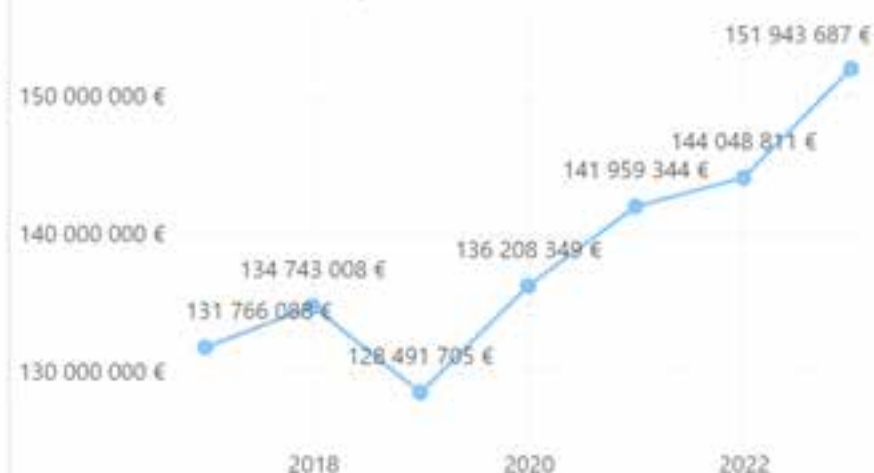 151 943 687 €
150 000 000 €
144 048 811 €
141 959 344 €
140 000 000 €
136 208 349 €
134 743 008 €
131 766 088 €
128 491 705 €
130 000 000 €
2018 2020 2022